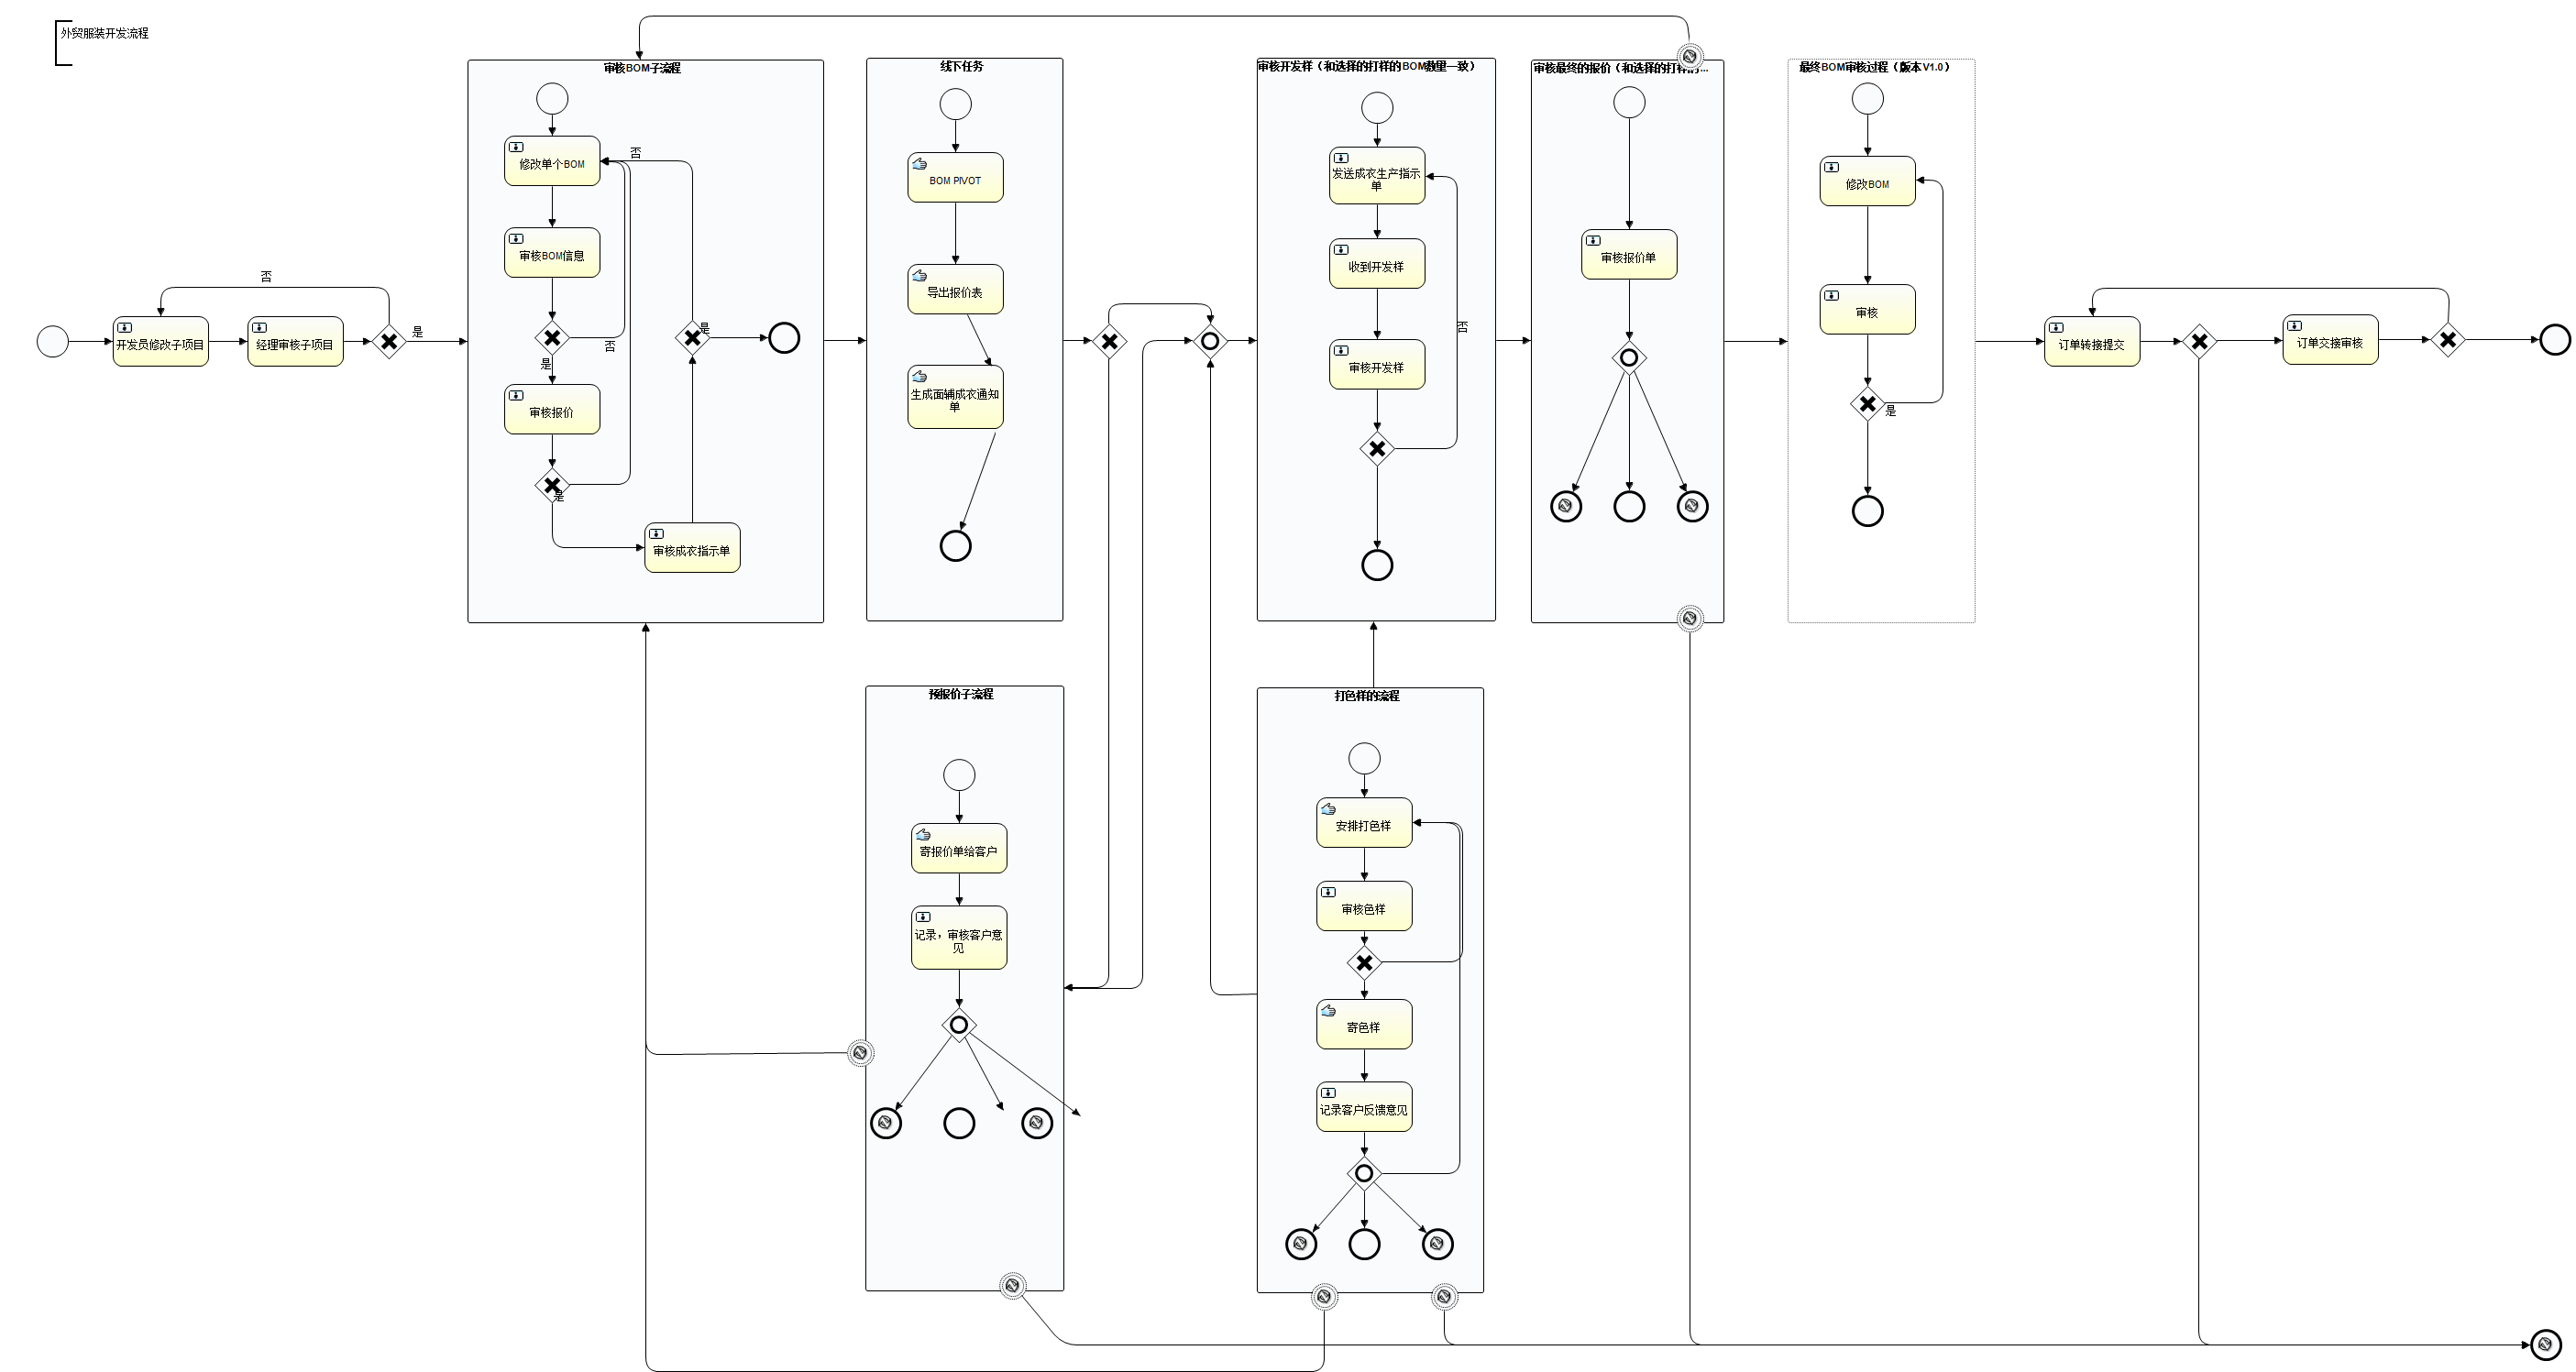 外贸服装开发流程
审核BOM子流程
线下任务
审核开发样（和选择的打样的BOM数里一致）
审核最终的报价（和选择的打样的...
最终BOM审核过程（版本V1.0）
修改单个BOM
否
审核BOM信息
否
是
审核报价
是
是
审核成衣指示单
BOM PIVOT
导出报价表
生成面辅成衣通知
单
发送成衣生产指示
单
收到开发样
否
审核开发样
审核报价单
修改BOM
审核
是
否
开发员修改子项目
经理审核子项目
是
订单转接提交
订单交接审核
预报价子流程
寄报价单给客户
记录，审核客户意
见
打色样的流程
安排打色样
审核色样
寄色样
记录客户反馈意见